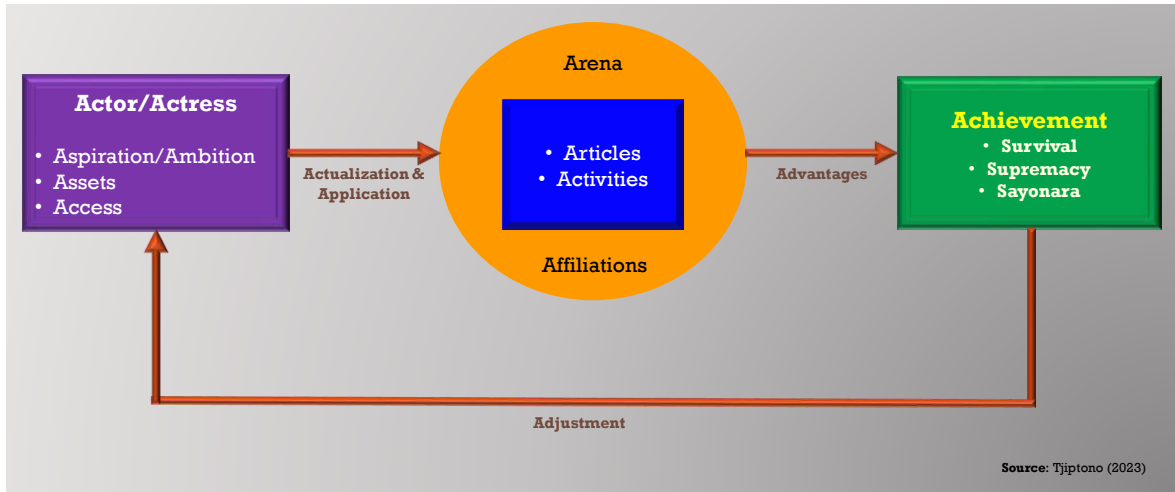 Actor/Actress
• Aspiration/Ambition
• Assets
• Access
Actualization &
Application
Arena
• Articles
• Activities
Affiliations
Advantages
Achievement
• Survival
• Supremacy
• Sayonara
Adjustment
Source: Tjiptono (2023)